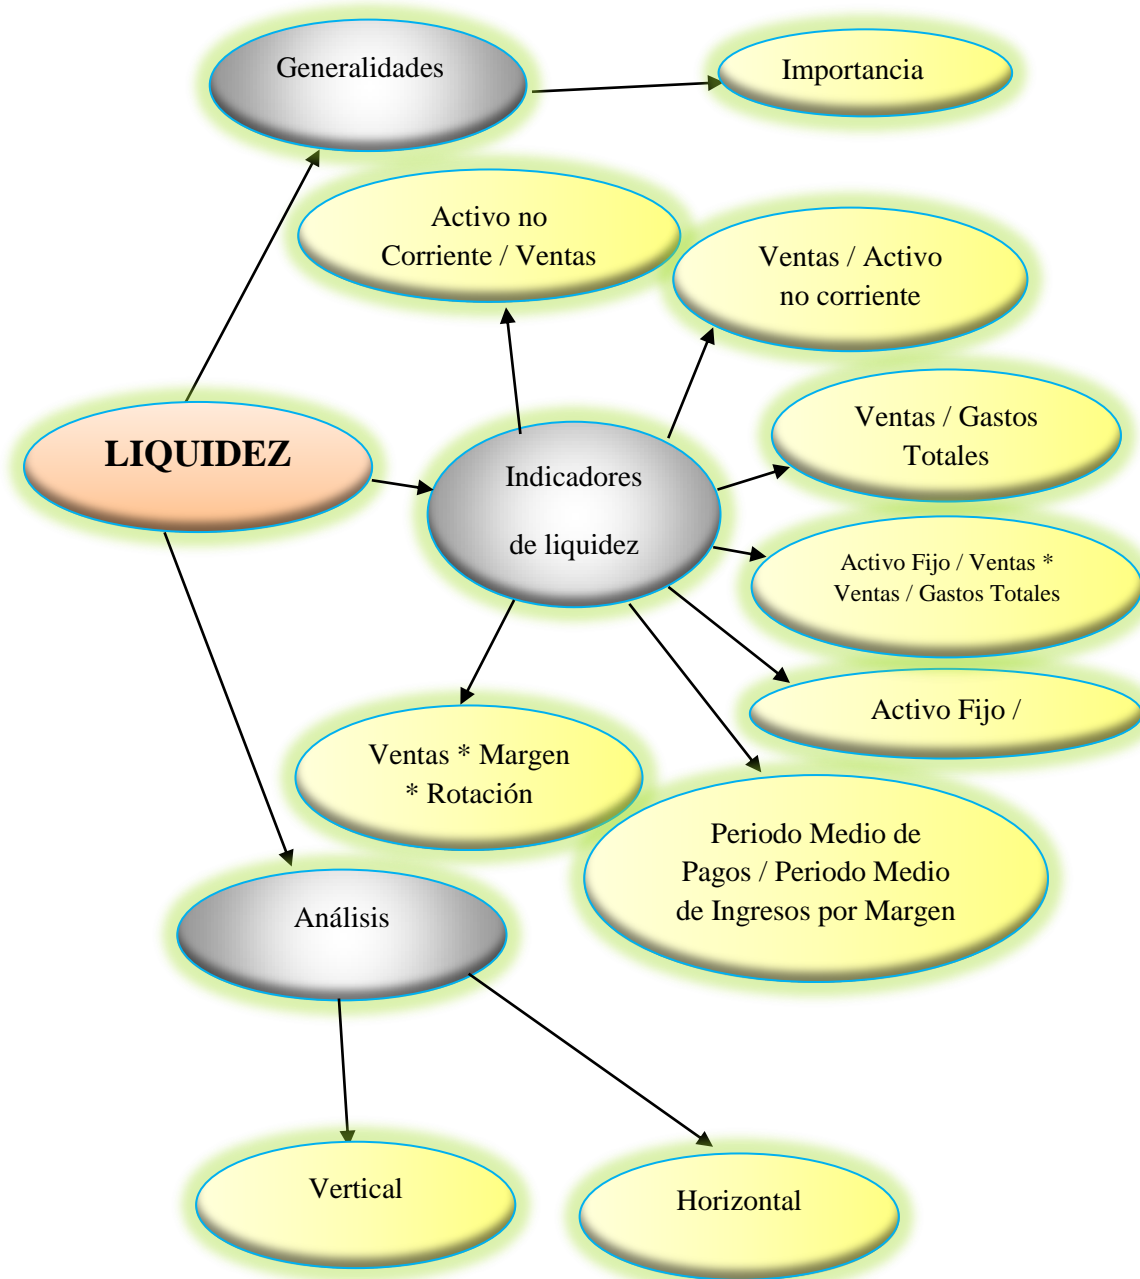 Generalidades
Importancia
Activo no
Corriente / Ventas
Ventas / Activo
no corriente
Ventas / Gastos
Totales
LIQUIDEZ
Indicadores
de liquidez
Activo Fijo / Ventas *
Ventas / Gastos Totales
Activo Fijo /
Ventas * Margen
* Rotación
Periodo Medio de
Pagos / Periodo Medio
de Ingresos por Margen
Análisis
Vertical
Horizontal